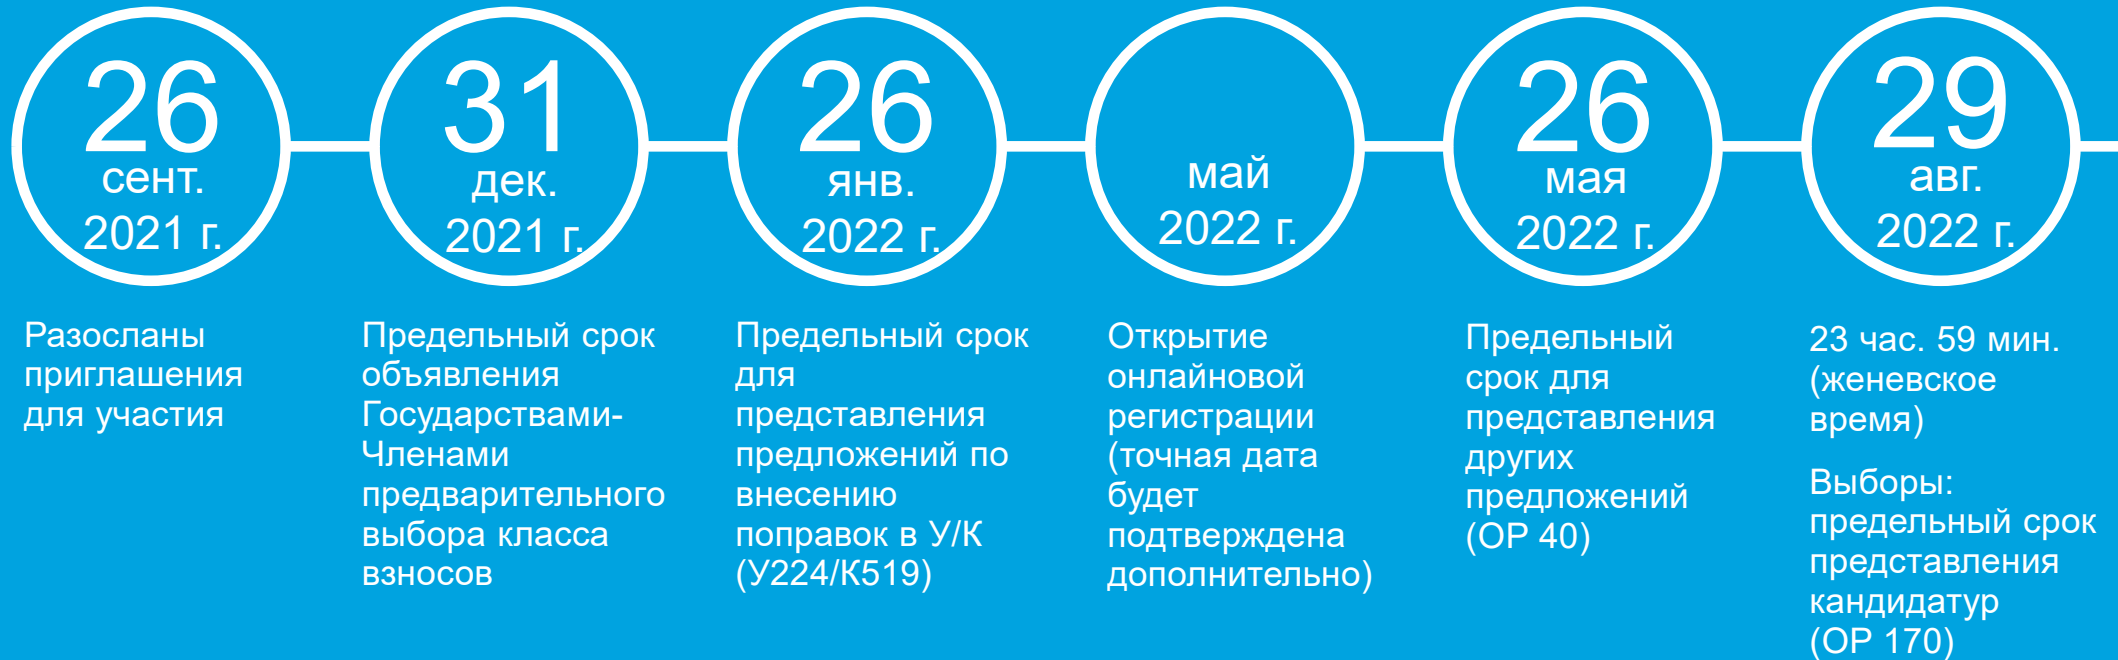 26
сент.
2021 г.
Разосланы
приглашения
для участия
31
дек.
2021 г.
Предельный срок
объявления
Государствами-
Членами
предварительного
выбора класса
взносов
26
янв.
2022 г.
Предельный срок
для
представления
предложений по
внесению
поправок в У/К
(У224/К519)
май
2022 г.
Открытие
онлайновой
регистрации
(точная дата
будет
подтверждена
дополнительно)
26
мая
2022 г.
Предельный
срок для
представления
других
предложений
(ОР 40)
29
авг.
2022 г.
23 час. 59 мин.
(женевское
время)
Выборы:
предельный срок
представления
кандидатур
(ОР 170)